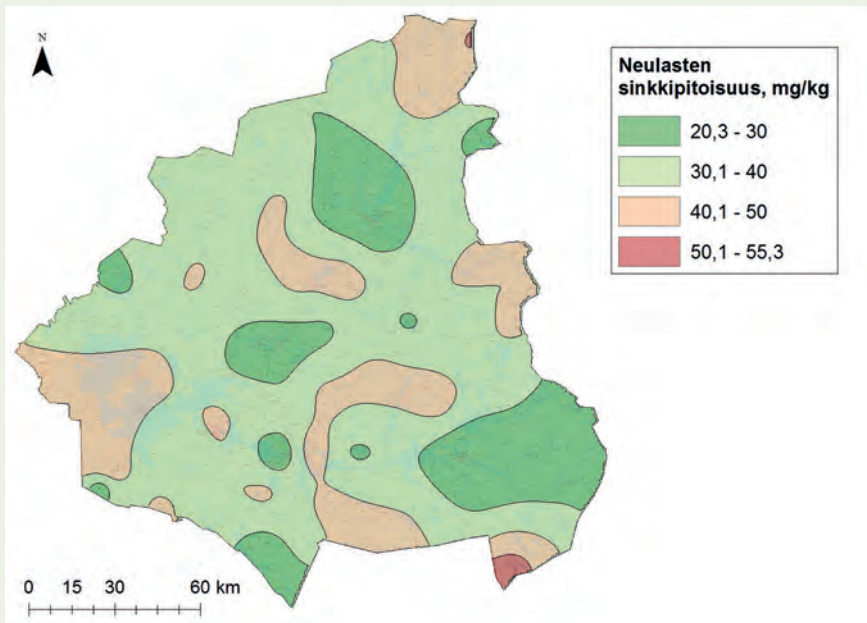 N
Neulasten
sinkkipitoisuus, mg/kg
20,3 - 30
30,1 - 40
40,1 - 50
50,1 - 55,3
0 15 30 60 km